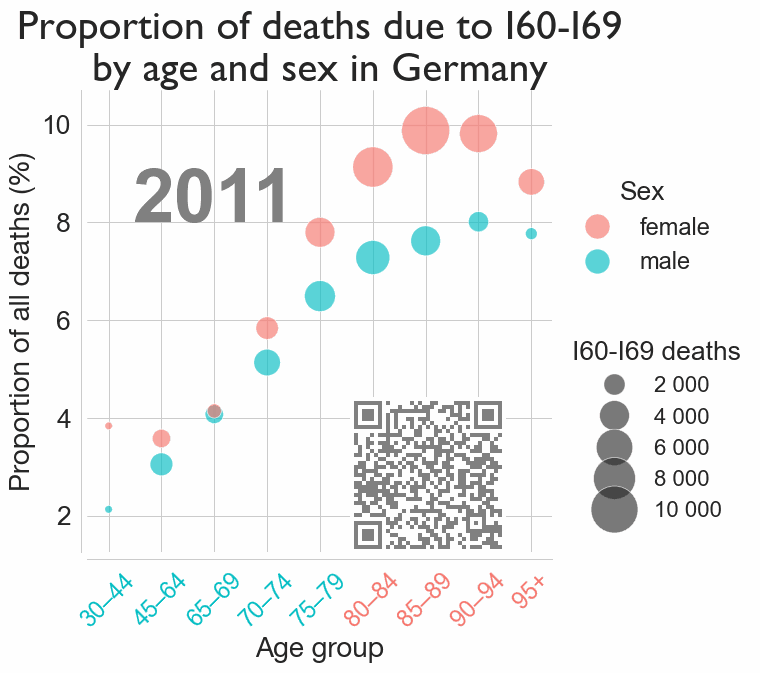 Proportion of deaths due to I60-I69
by age and sex in Germany
Proportion of all deaths (%)
10
8
6
4
2
2011
30–44
45–64
65–69
70–74
75–79
80–84
85–89
90–94
95+
Age group
Sex
female
male
I60-I69 deaths
2 000
4 000
6 000
8 000
10 000